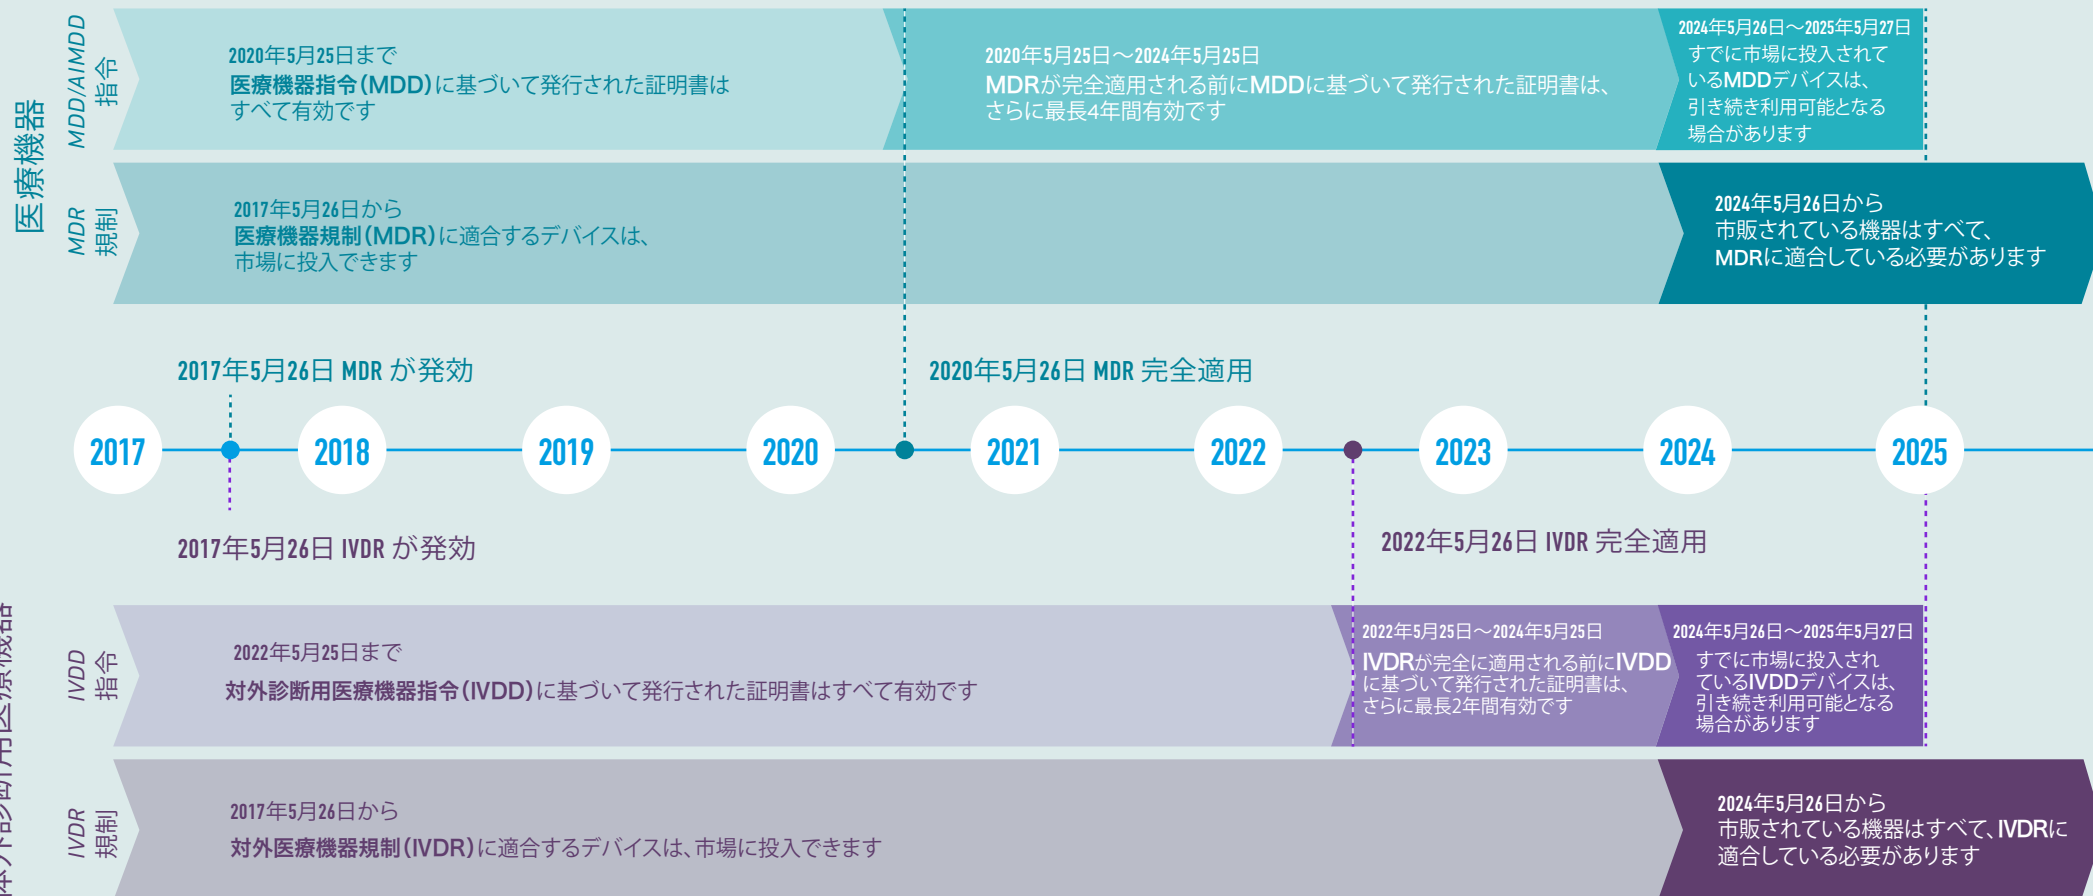 医療機器
MDD/AIMDD
指令
2020年5月25日まで
医療機器指令(MDD)に基づいて発行された証明書は
すべて有効です
2020年5月25日～2024年5月25日
MDRが完全適用される前にMDDに基づいて発行された証明書は、
さらに最長4年間有効です
2024年5月26日～2025年5月27日
すでに市場に投入されて
いるMDDデバイスは、
引き続き利用可能となる
場合があります
MDR
規制
2017年5月26日から
医療機器規制(MDR)に適合するデバイスは、
市場に投入できます
2024年5月26日から
市販されている機器はすべて、
MDRに適合している必要があります
2017年5月26日 MDR が発効
2020年5月26日 MDR 完全適用
2017
2018
2019
2020
2021
2022
2023
2024
2025
2017年5月26日 IVDR が発効
2022年5月26日 IVDR 完全適用
体外診断用医療機器
IVDD
指令
2022年5月25日まで
対外診断用医療機器指令(IVDD)に基づいて発行された証明書はすべて有効です
2022年5月25日～2024年5月25日
IVDRが完全に適用される前にIVDD
に基づいて発行された証明書は、
さらに最長2年間有効です
2024年5月26日～2025年5月27日
すでに市場に投入され
ているIVDDデバイスは、
引き続き利用可能となる
場合があります
IVDR
規制
2017年5月26日から
対外医療機器規制(IVDR)に適合するデバイスは、市場に投入できます
2024年5月26日から
市販されている機器はすべて、IVDRに
適合している必要があります